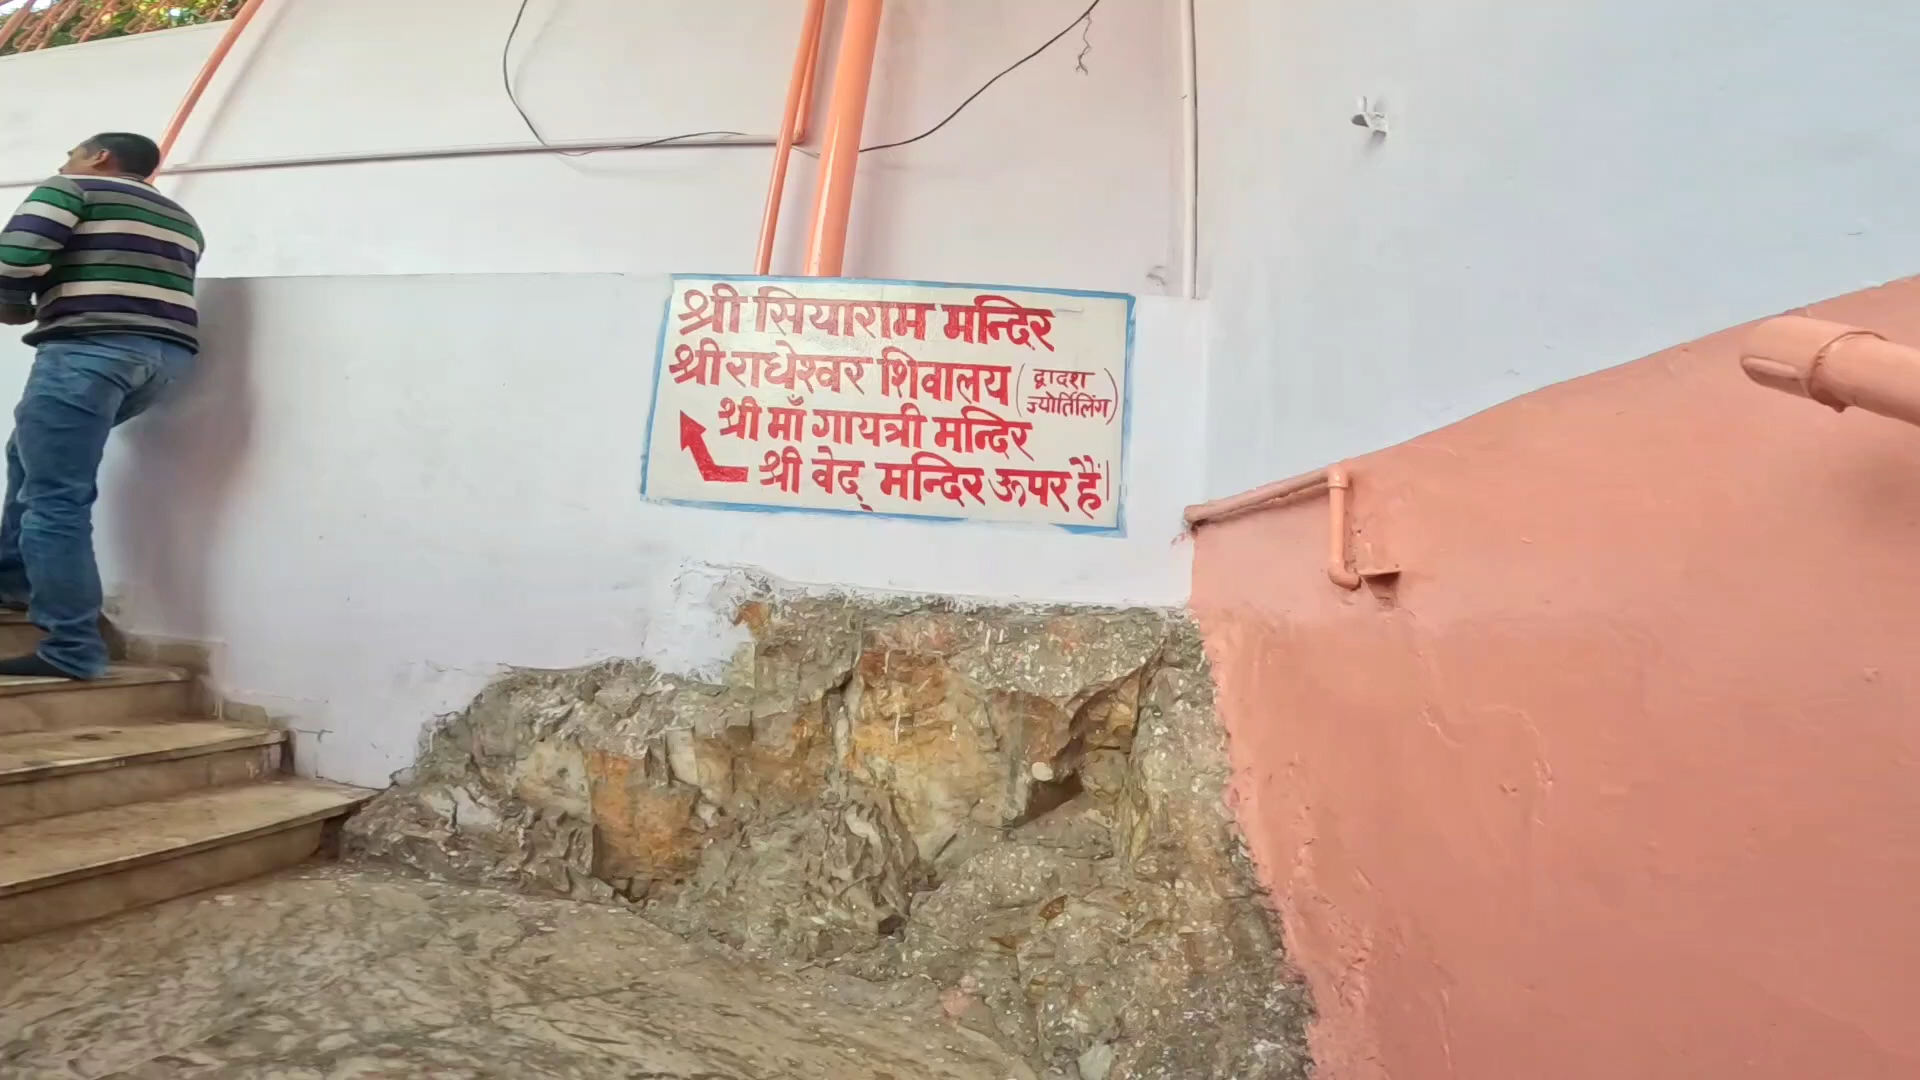 श्री सियाराम मन्दिर
श्री राधेश्वर शिवालय (द्वादश ज्योर्तिलिंग)
श्री माँ गायत्री मन्दिर
श्री वेद् मन्दिर ऊपर हैं।